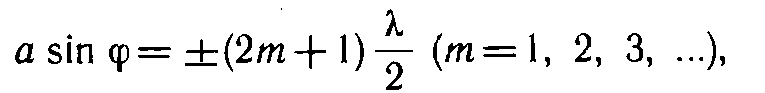 a sin φ = ±(2m + 1) λ/2 (m = 1, 2, 3, ...),